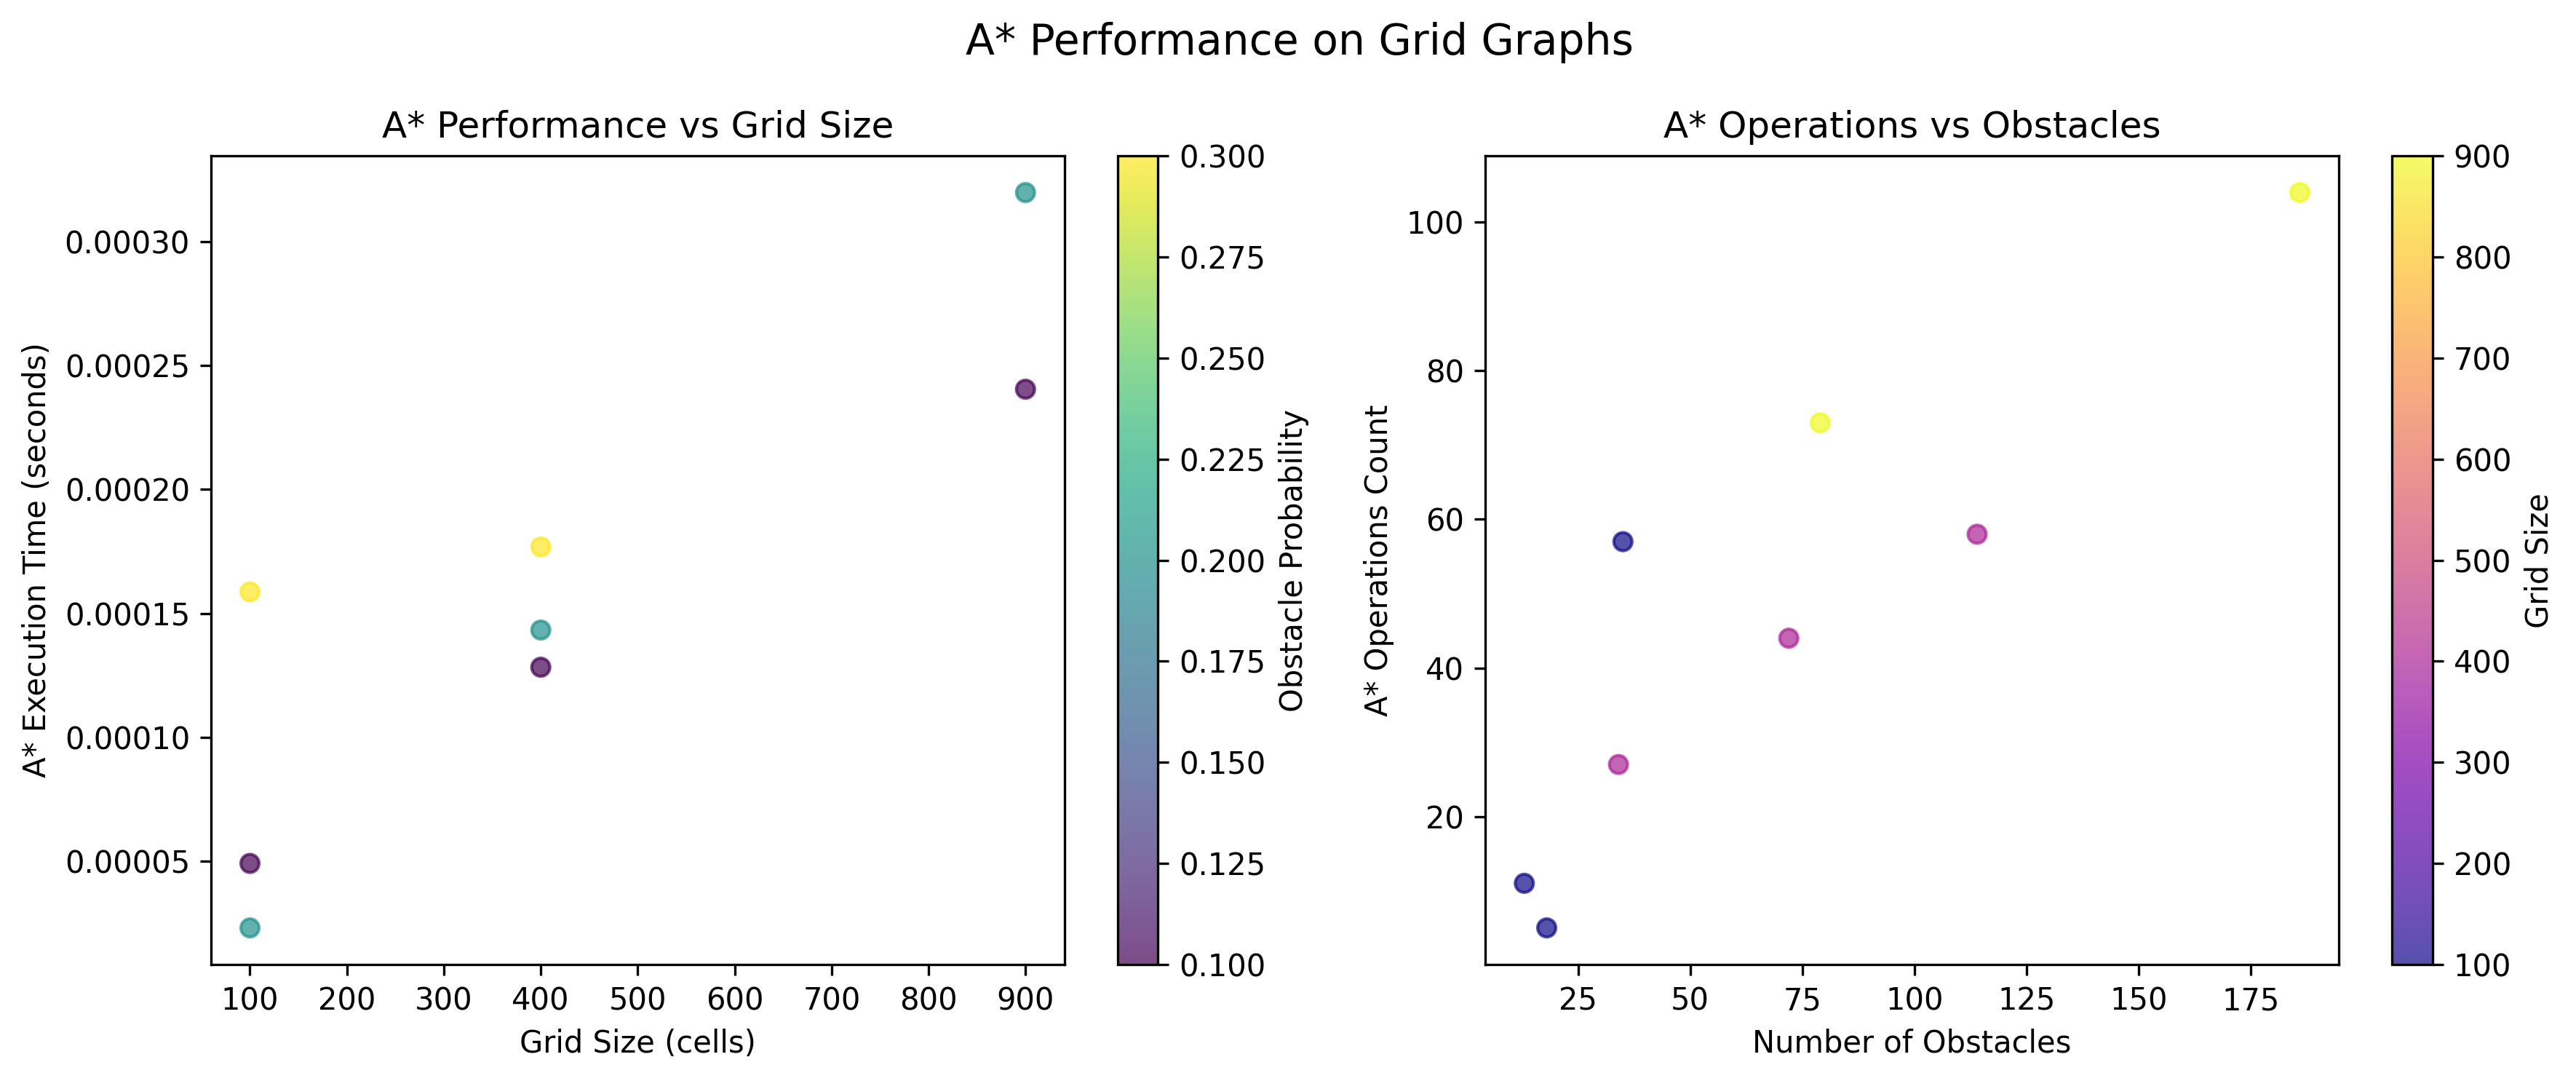 A* Performance on Grid Graphs
A* Performance vs Grid Size
A* Execution Time (seconds)
0.00030
0.00025
0.00020
0.00015
0.00010
0.00005
100 200 300 400 500 600 700 800 900
Grid Size (cells)
0.300
0.275
0.250
0.225
0.200
0.175
0.150
0.125
0.100
Obstacle Probability
A* Operations vs Obstacles
A* Operations Count
100
80
60
40
20
25 50 75 100 125 150 175
Number of Obstacles
900
800
700
600
500
400
300
200
100
Grid Size